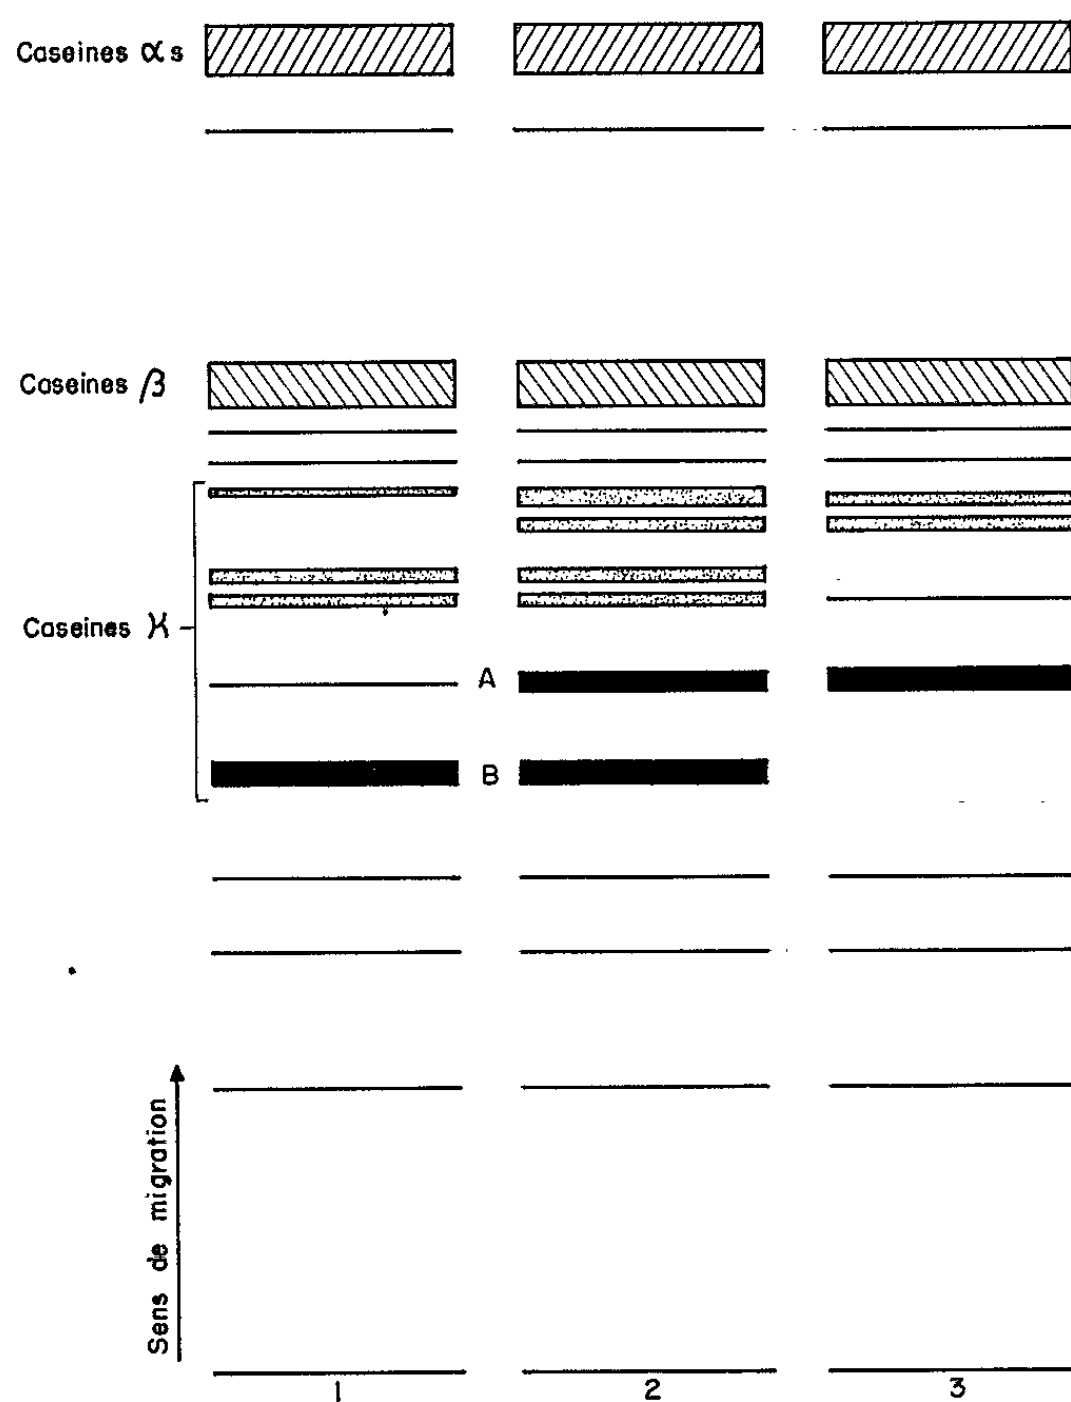 Caseines αs
Caseines β
Caseines ϰ
A
B
Sens de migration
1
2
3